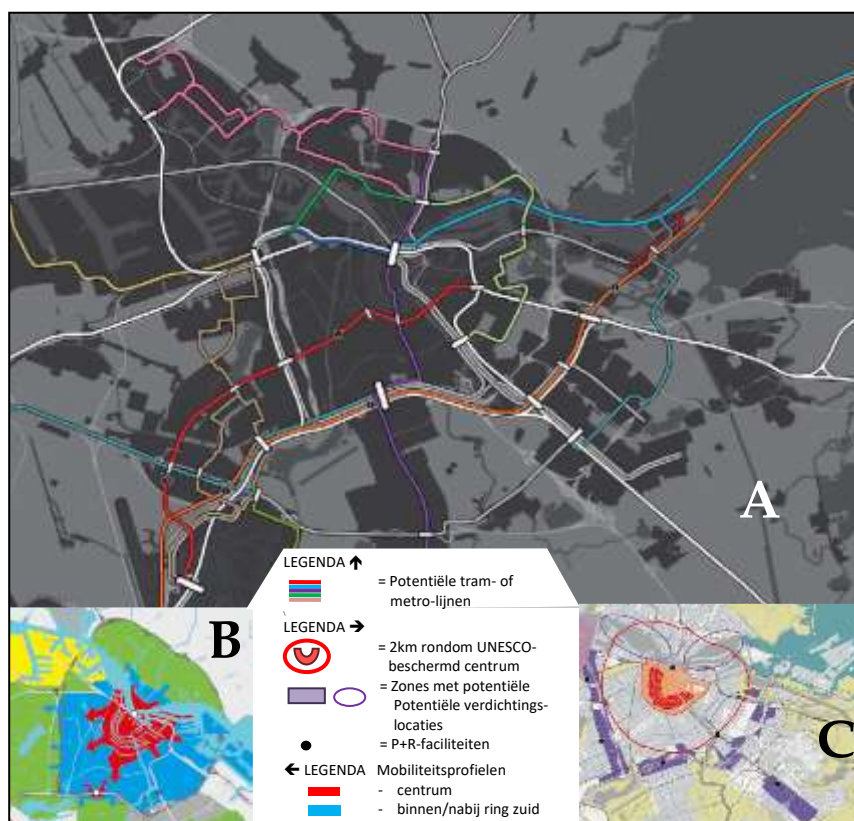 A
LEGENDA ↑
= Potentiële tram- of
metro-lijnen
LEGENDA →
= 2km rondom UNESCO-
beschermd centrum
= Zones met potentiële
Potentiële verdichtings-
locaties
= P+R-faciliteiten
← LEGENDA Mobiliteitsprofielen
- centrum
- binnen/nabij ring zuid
B
C